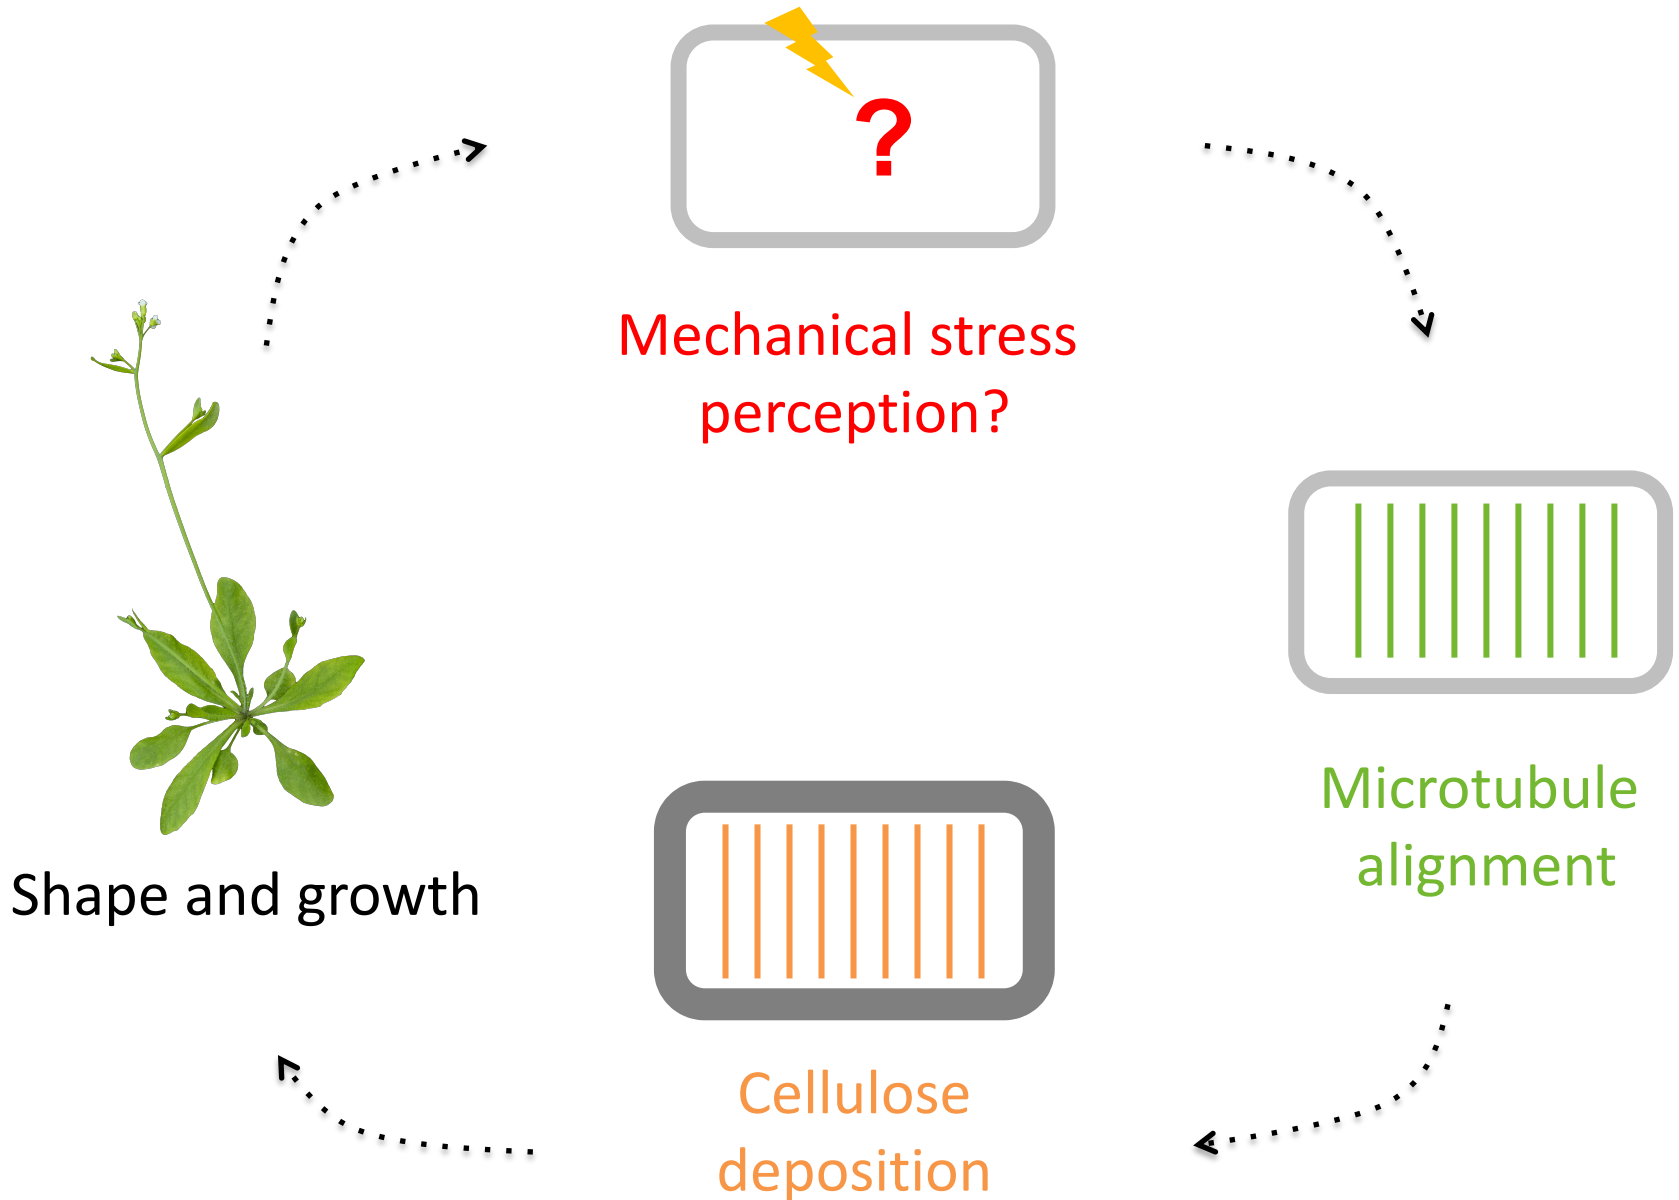 ?
Mechanical stress
perception?
Microtubule
alignment
Shape and growth
Cellulose
deposition